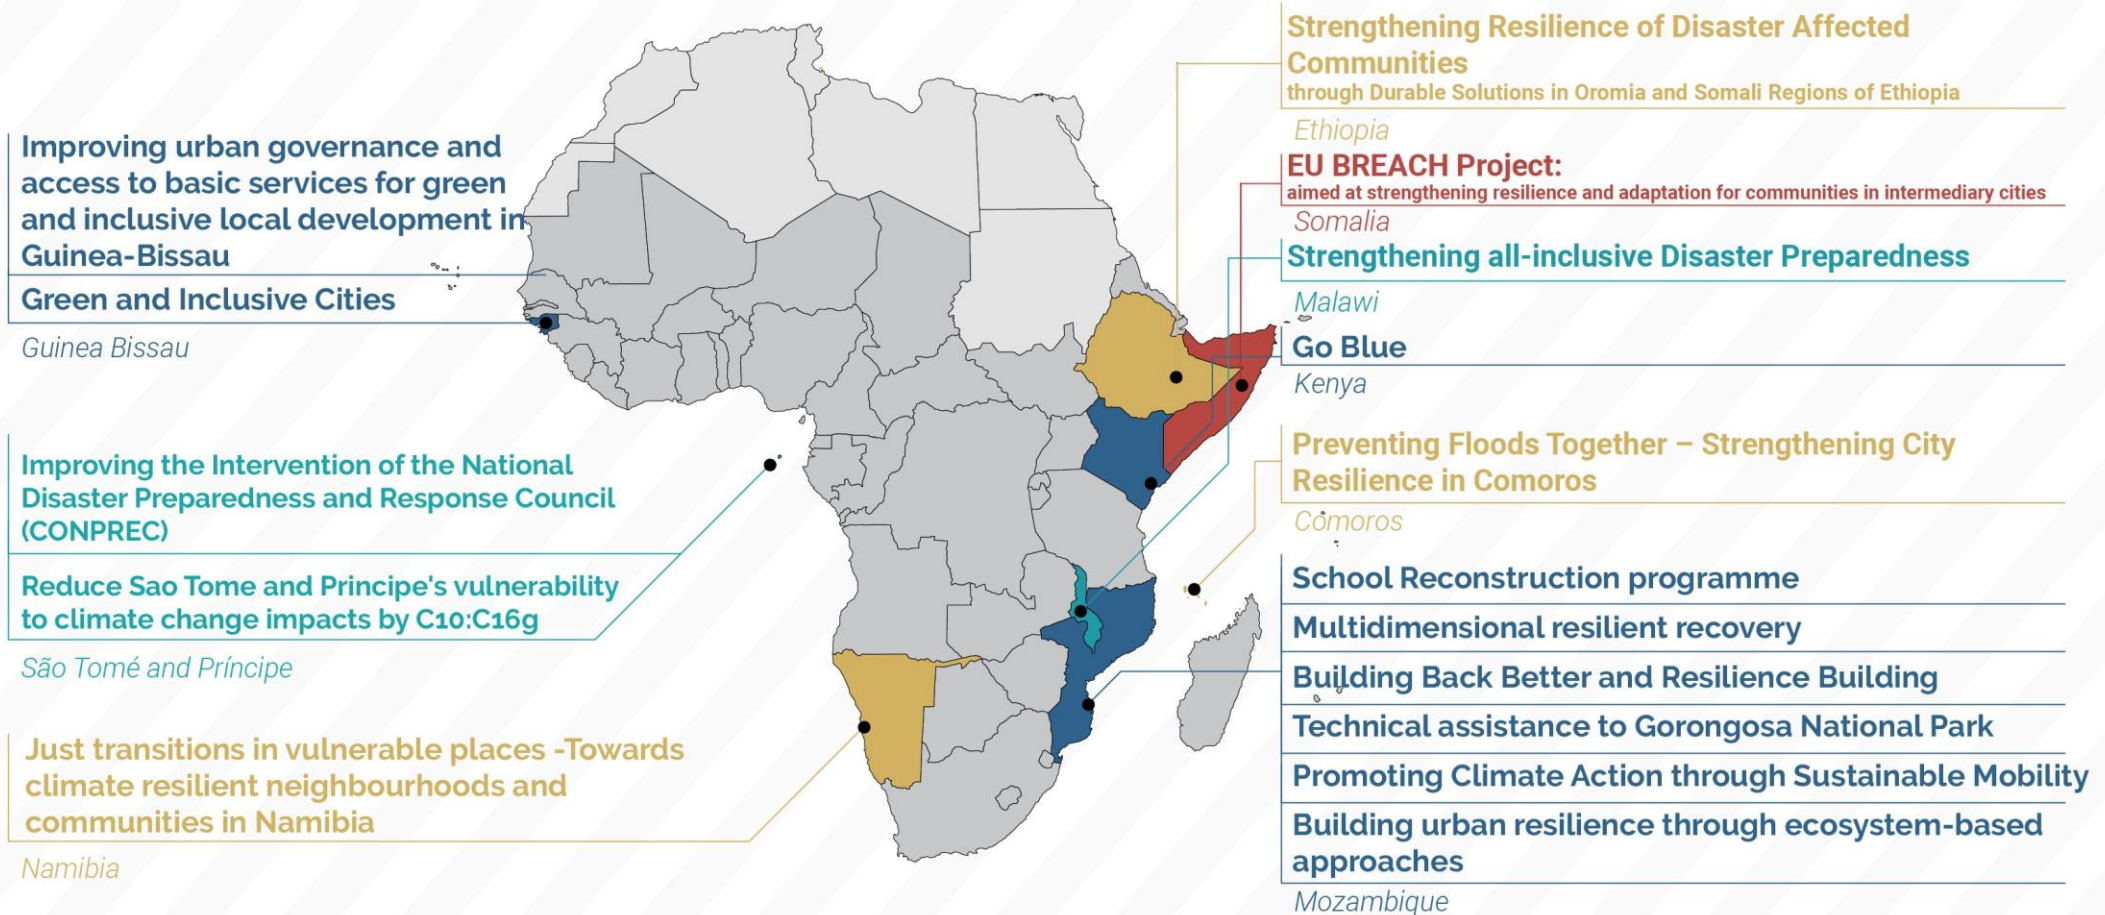 Improving urban governance and
access to basic services for green
and inclusive local development in
Guinea-Bissau
Green and Inclusive Cities
Guinea Bissau
Improving the Intervention of the National
Disaster Preparedness and Response Council
(CONPREC)
Reduce Sao Tome and Principe's vulnerability
to climate change impacts by C10:C16g
São Tomé and Príncipe
Just transitions in vulnerable places -Towards
climate resilient neighbourhoods and
communities in Namibia
Namibia
Strengthening Resilience of Disaster Affected
Communities
through Durable Solutions in Oromia and Somali Regions of Ethiopia
Ethiopia
EU BREACH Project:
aimed at strengthening resilience and adaptation for communities in intermediary cities
Somalia
Strengthening all-inclusive Disaster Preparedness
Malawi
Go Blue
Kenya
Preventing Floods Together – Strengthening City
Resilience in Comoros
Comoros
School Reconstruction programme
Multidimensional resilient recovery
Building Back Better and Resilience Building
Technical assistance to Gorongosa National Park
Promoting Climate Action through Sustainable Mobility
Building urban resilience through ecosystem-based
approaches
Mozambique